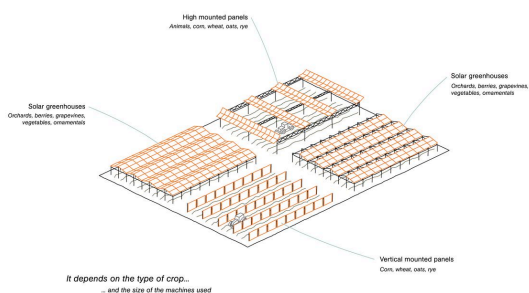 High mounted panels
Animals, corn, wheat, oats, rye
Solar greenhouses
Orchards, berries, grapevines,
vegetables, ornamentals
Solar greenhouses
Orchards, berries, grapevines,
vegetables, ornamentals
Vertical mounted panels
Corn, wheat, oats, rye
It depends on the type of crop...
... and the size of the machines used